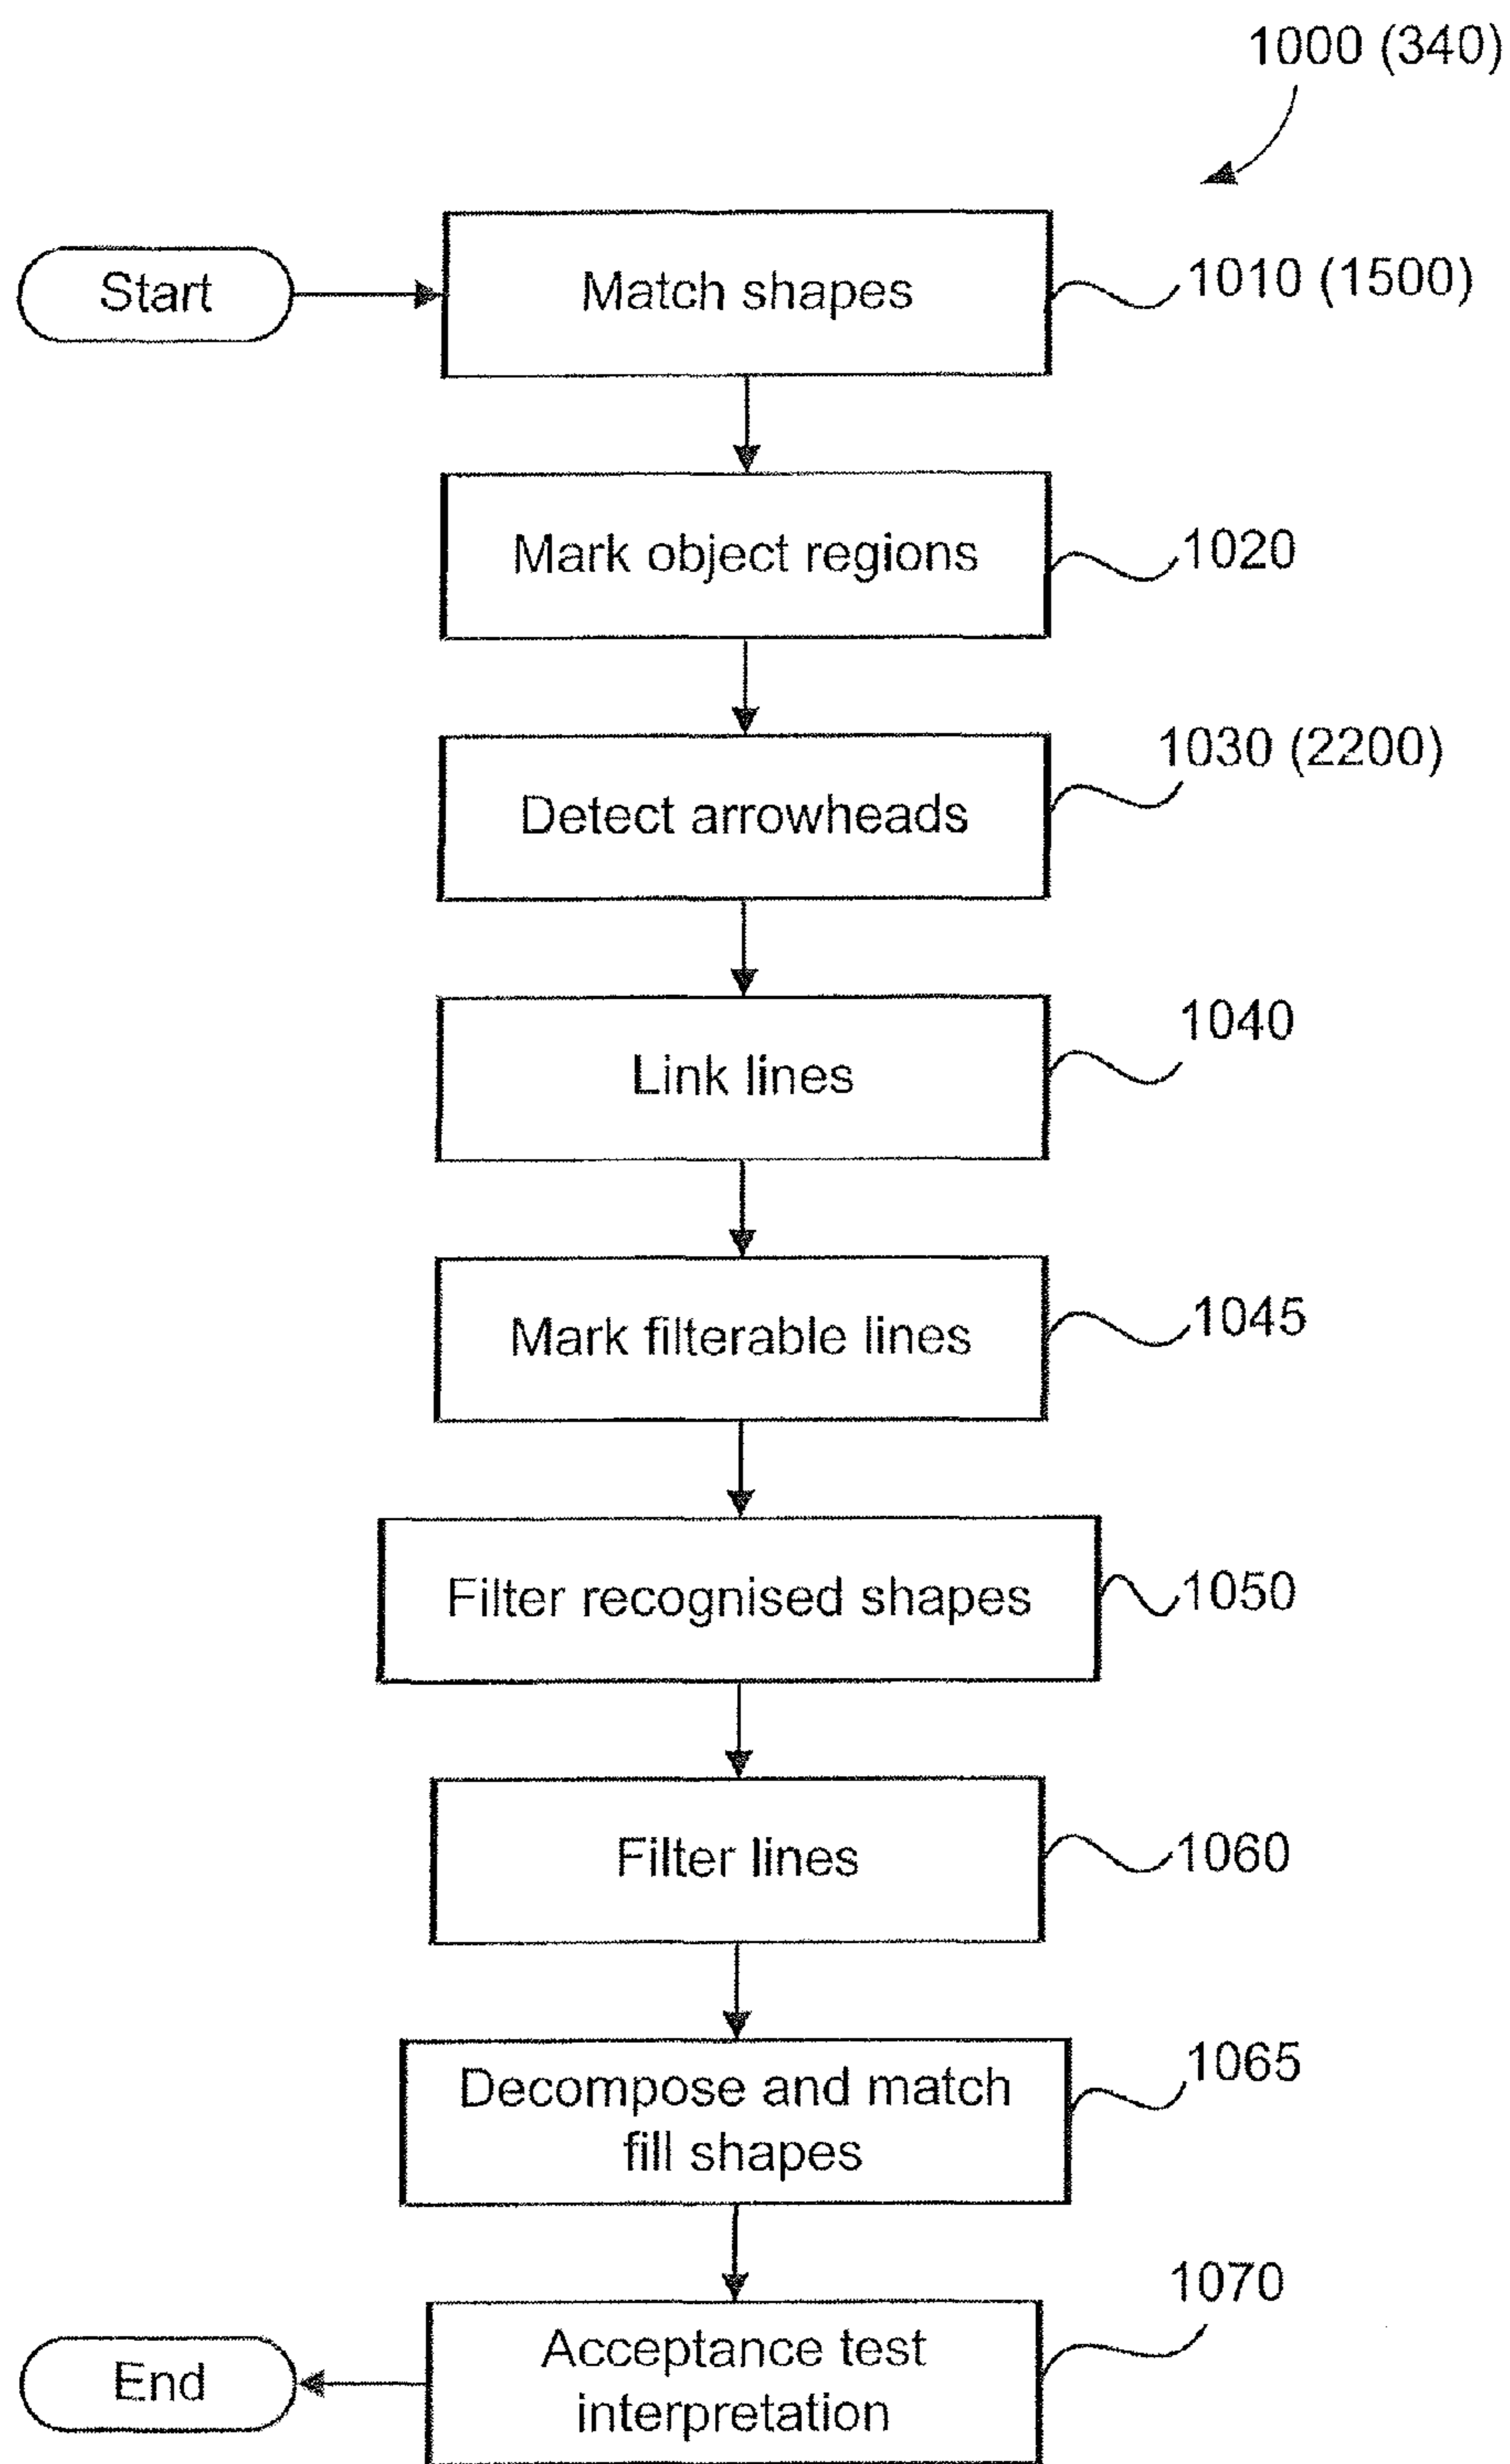 1000 (340)
Start
Match shapes
1010 (1500)
Mark object regions
1020
Detect arrowheads
1030 (2200)
Link lines
1040
Mark filterable lines
1045
Filter recognised shapes
1050
Filter lines
1060
Decompose and match
fill shapes
1065
Acceptance test
interpretation
1070
End